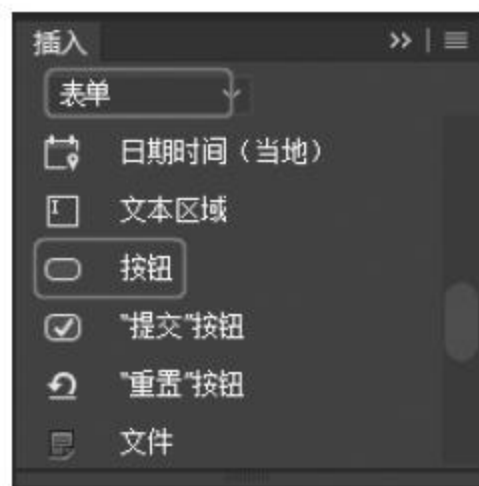 插入
表单
日期时间（当地）
文本区域
按钮
"提交"按钮
"重置"按钮
文件